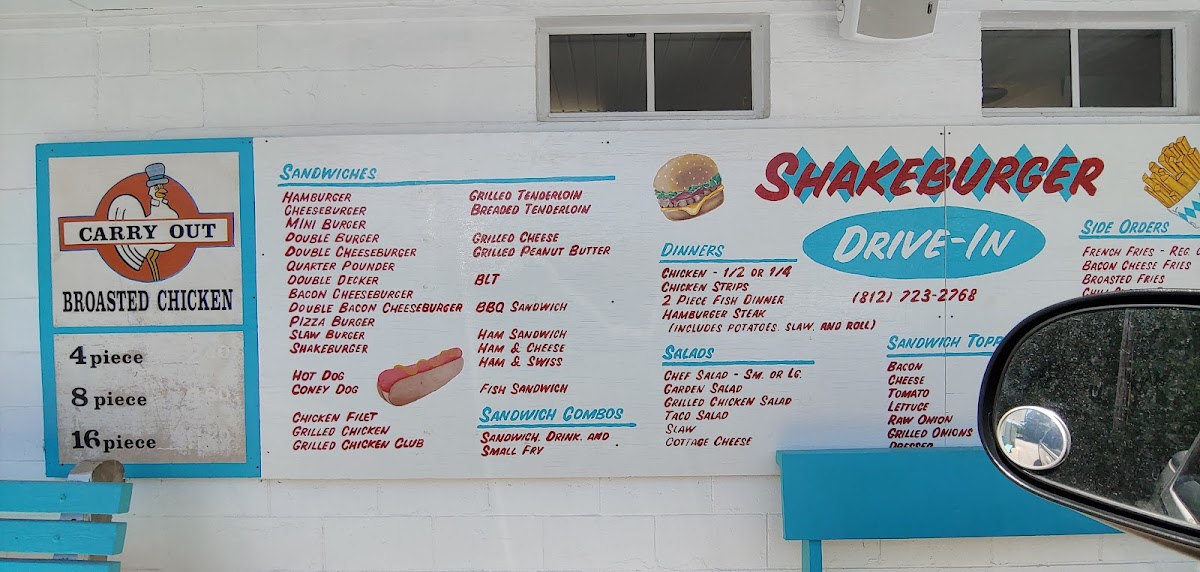 CARRY OUT
BROASTED CHICKEN
4 piece
8 piece
16 piece
SANDWICHES
HAMBURGER
CHEESEBURGER
MINI BURGER
DOUBLE BURGER
DOUBLE CHEESEBURGER
QUARTER POUNDER
DOUBLE DECKER
BACON CHEESEBURGER
DOUBLE BACON CHEESEBURGER
PIZZA BURGER
SLAW BURGER
SHAKEBURGER
HOT DOG
CONEY DOG
CHICKEN FILET
GRILLED CHICKEN
GRILLED CHICKEN CLUB
GRILLED TENDERLOIN
BREADED TENDERLOIN
GRILLED CHEESE
GRILLED PEANUT BUTTER
BLT
BBQ SANDWICH
HAM SANDWICH
HAM & CHEESE
HAM & SWISS
FISH SANDWICH
SANDWICH COMBOS
SANDWICH, DRINK, AND
SMALL FRY
SHAKEBURGER
DRIVE-IN
(812) 723-2768
DINNERS
CHICKEN - 1/2 OR 1/4
CHICKEN STRIPS
2 PIECE FISH DINNER
HAMBURGER STEAK
(INCLUDES POTATOES, SLAW, AND ROLL)
SALADS
CHEF SALAD - SM. OR LG.
GARDEN SALAD
GRILLED CHICKEN SALAD
TACO SALAD
SLAW
COTTAGE CHEESE
SANDWICH TOPP
BACON
CHEESE
TOMATO
LETTUCE
RAW ONION
GRILLED ONIONS
DRESSED
SIDE ORDERS
FRENCH FRIES - REG
BACON CHEESE FRIES
BROASTED FRIES